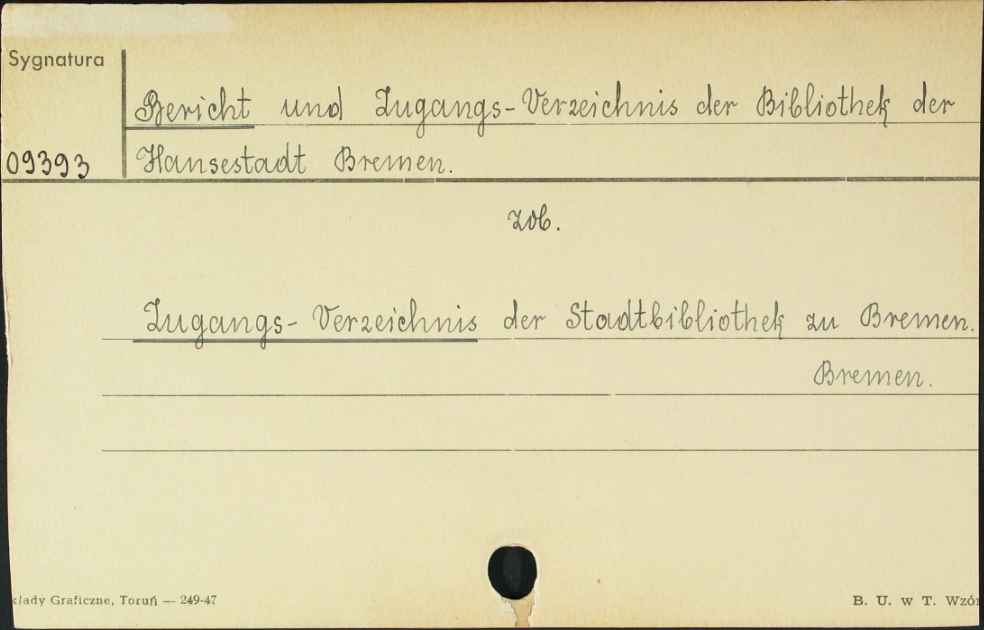 Sygnatura
Bericht und Zugangs-Verzeichnis der Bibliothek der
09393 Hansestadt Bremen.
zob.
Zugangs-Verzeichnis der Stadtbibliothek zu Bremen.
Bremen.
kłady Graficzne, Toruń — 249-47
B. U. w T. Wzór